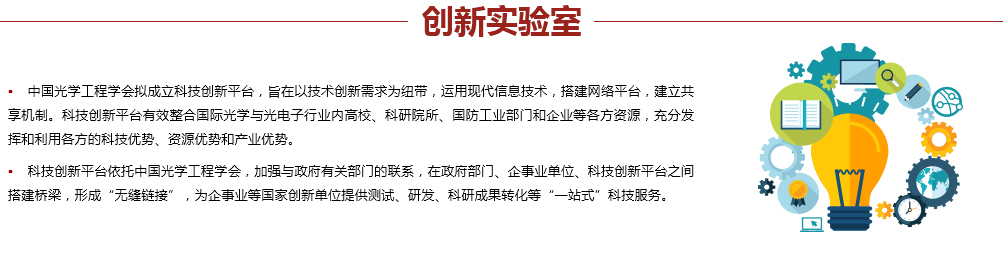 创新实验室
▪ 中国光学工程学会拟成立科技创新平台，旨在以技术创新需求为纽带，运用现代信息技术，搭建网络平台，建立共
享机制。科技创新平台有效整合国际光学与光电子行业内高校、科研院所、国防工业部门和企业等各方资源，充分发
挥和利用各方的科技优势、资源优势和产业优势。
▪ 科技创新平台依托中国光学工程学会，加强与政府有关部门的联系，在政府部门、企事业单位、科技创新平台之间
搭建桥梁，形成“无缝链接”，为企事业等国家创新单位提供测试、研发、科研成果转化等“一站式”科技服务。